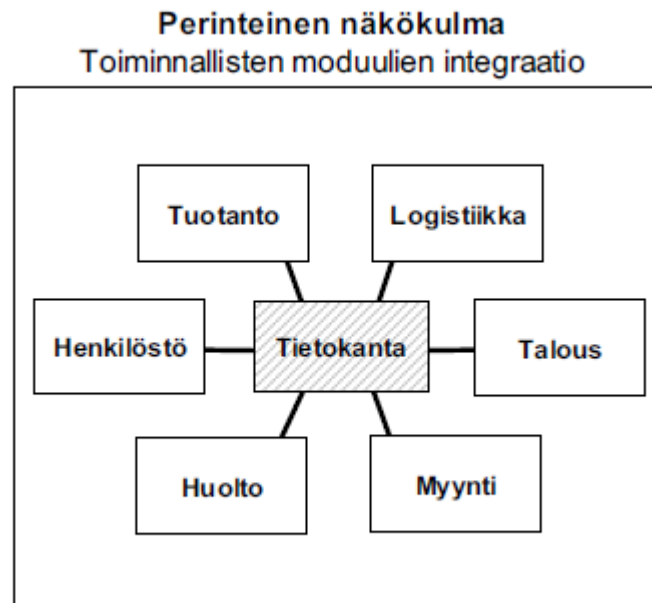 Perinteinen näkökulma
Toiminnallisten moduulien integraatio
Tuotanto
Logistiikka
Henkilöstö
Tietokanta
Talous
Huolto
Myynti